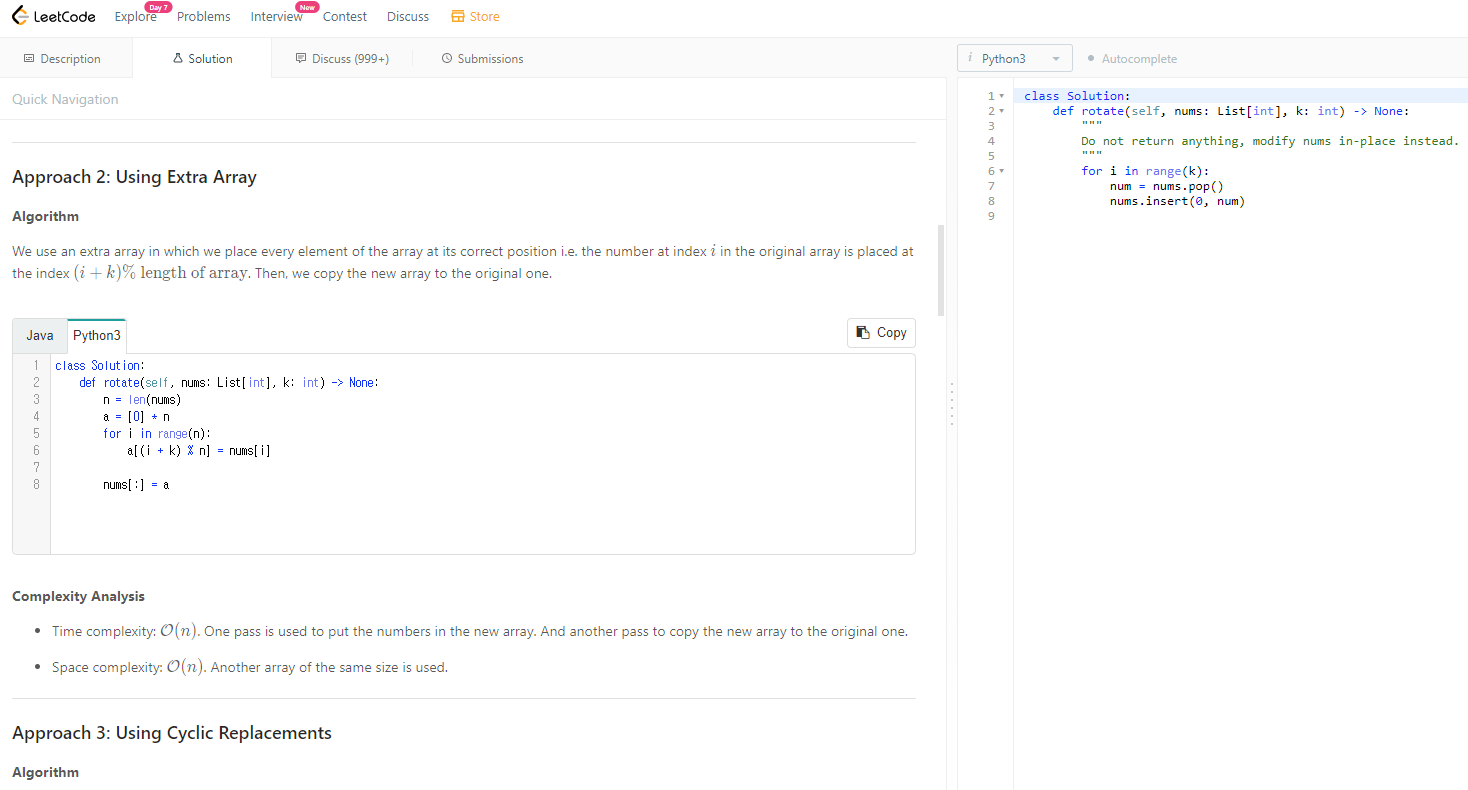 LeetCode Explore Day 7 Problems Interview New Contest Discuss Store
Description Solution Discuss (999+) Submissions
Quick Navigation
Approach 2: Using Extra Array
Algorithm
We use an extra array in which we place every element of the array at its correct position i.e. the number at index i in the original array is placed at
the index (i + k)% length of array. Then, we copy the new array to the original one.
Java Python3 Copy
1 class Solution:
2     def rotate(self, nums: List[int], k: int) -> None:
3         n = len(nums)
4         a = [0] * n
5         for i in range(n):
6             a[(i + k) % n] = nums[i]
7
8         nums[:] = a
Complexity Analysis
• Time complexity: O(n). One pass is used to put the numbers in the new array. And another pass to copy the new array to the original one.
• Space complexity: O(n). Another array of the same size is used.
Approach 3: Using Cyclic Replacements
Algorithm
i Python3 Autocomplete
1 class Solution:
2     def rotate(self, nums: List[int], k: int) -> None:
3         """
4         Do not return anything, modify nums in-place instead.
5         """
6         for i in range(k):
7             num = nums.pop()
8             nums.insert(0, num)
9